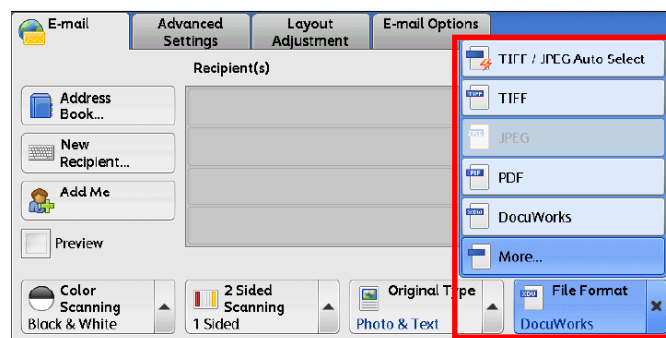 E-mail
Advanced
Settings
Layout
Adjustment
E-mail Options
Recipient(s)
TIFF / JPEG Auto Select
TIFF
JPEG
PDF
DocuWorks
More...
Address
Book...
New
Recipient...
Add Me
Preview
Color
Scanning
Black & White
2 Sided
Scanning
1 Sided
Original Type
Photo & Text
File Format
DocuWorks